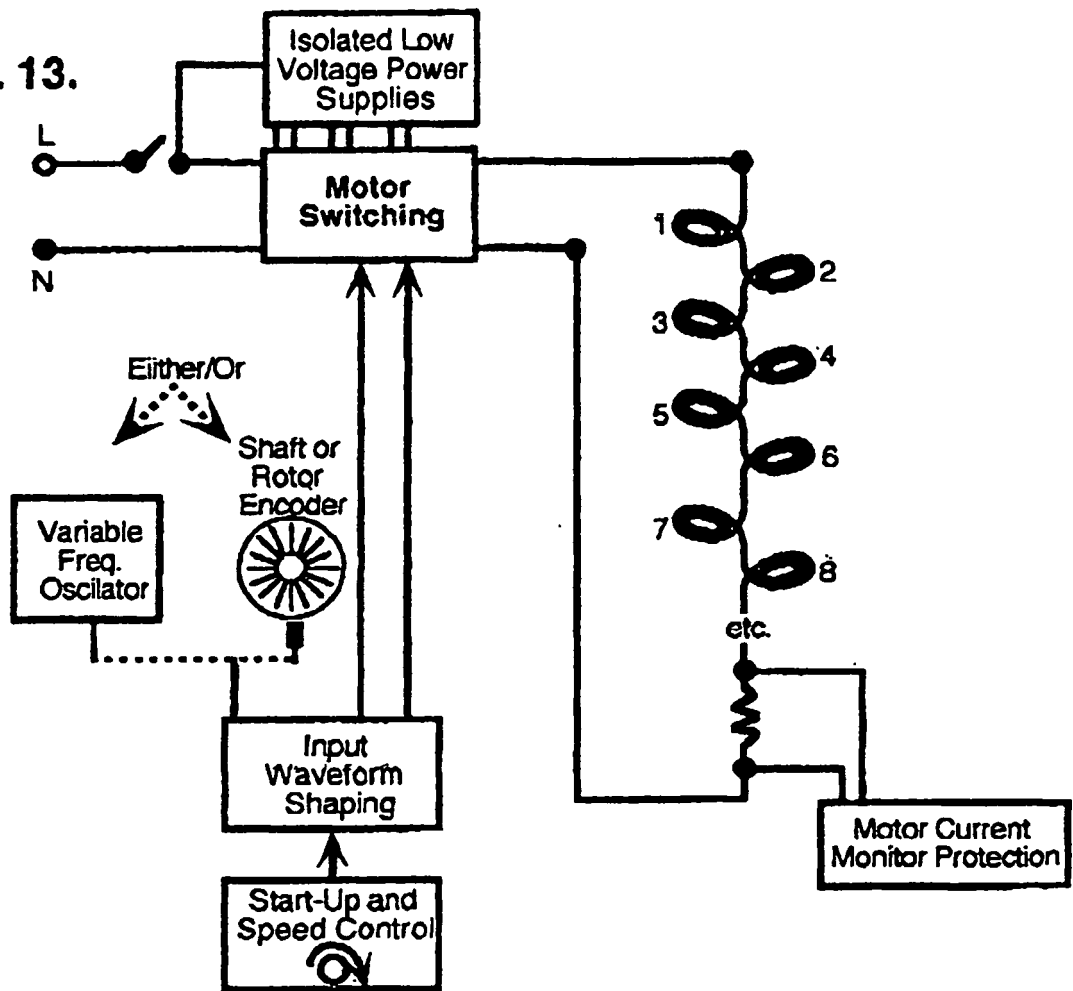 . 13.
Isolated Low
Voltage Power
Supplies
L
Motor
Switching
N
1
2
3
4
5
6
7
8
etc.
Eiither/Or
Shaft or
Rotor
Encoder
Variable
Freq.
Oscilator
Input
Waveform
Shaping
Motor Current
Monitor Protection
Start-Up and
Speed Control